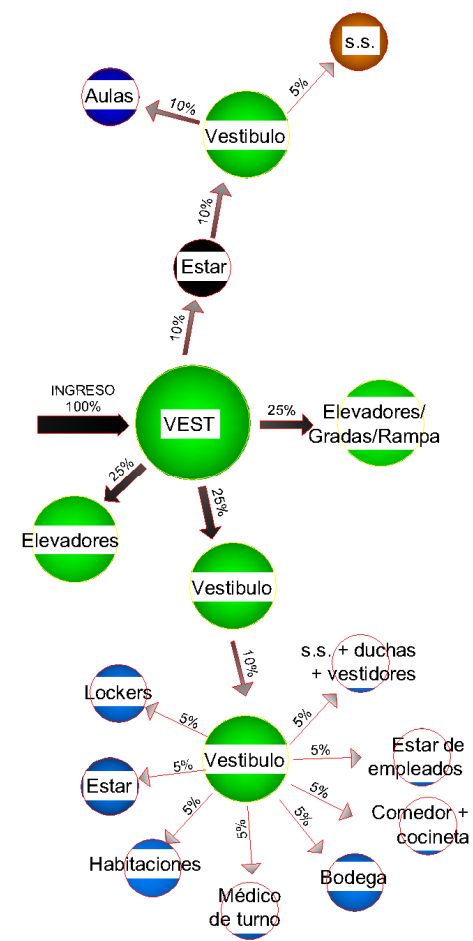 s.s.
5%
Aulas
10%
Vestibulo
10%
Estar
10%
INGRESO
100%
VEST
25%
Elevadores/
Gradas/Rampa
25%
25%
Elevadores
Vestibulo
10%
s.s. + duchas
+ vestidores
Lockers
5%
5%
Vestibulo
5%
Estar de
empleados
5%
Estar
5%
Comedor +
cocineta
5%
5%
5%
Habitaciones
Bodega
Médico
de turno